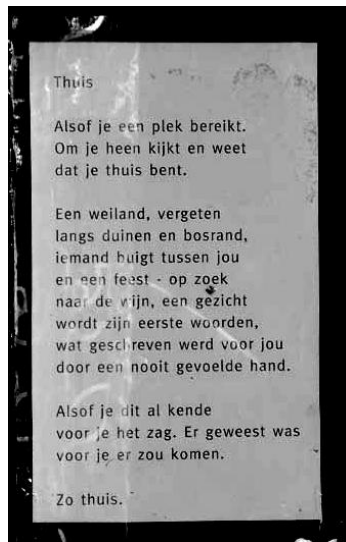 Thuis
Alsof je een plek bereikt.
Om je heen kijkt en weet
dat je thuis bent.
Een weiland, vergeten
langs duinen en bosrand,
iemand buigt tussen jou
en een feest - op zoek
naar de wijn, een gezicht
wordt zijn eerste woorden,
wat geschreven werd voor jou
door een nooit gevoelde hand.
Alsof je dit al kende
voor je het zag. Er geweest was
voor je er zou komen.
Zo thuis.